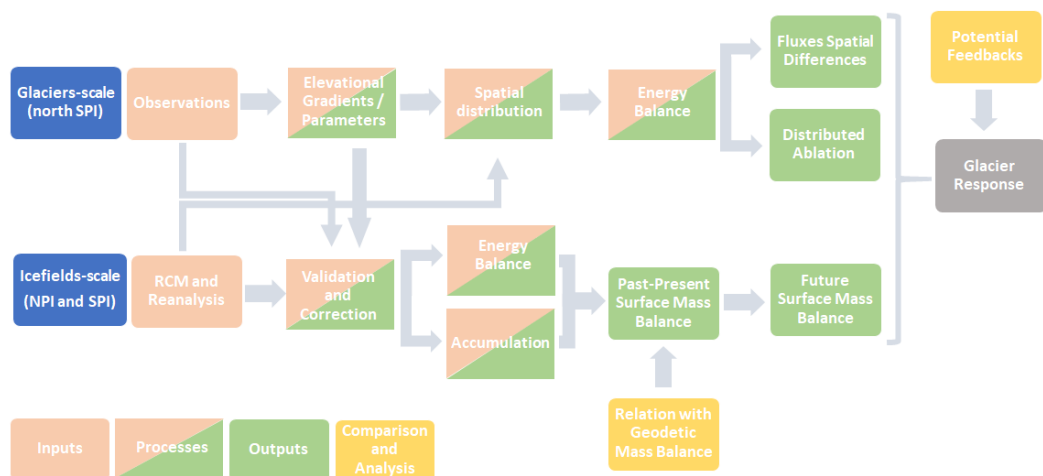 Glaciers-scale
(north SPI)
Observations
Elevational
Gradients /
Parameters
Spatial
distribution
Energy
Balance
Fluxes Spatial
Differences
Distributed
Ablation
Potential
Feedbacks
Glacier
Response
Icefields-scale
(NPI and SPI)
RCM and
Reanalysis
Validation
and
Correction
Energy
Balance
Accumulation
Past-Present
Surface Mass
Balance
Future
Surface Mass
Balance
Relation with
Geodetic
Mass Balance
Inputs
Processes
Outputs
Comparison
and
Analysis